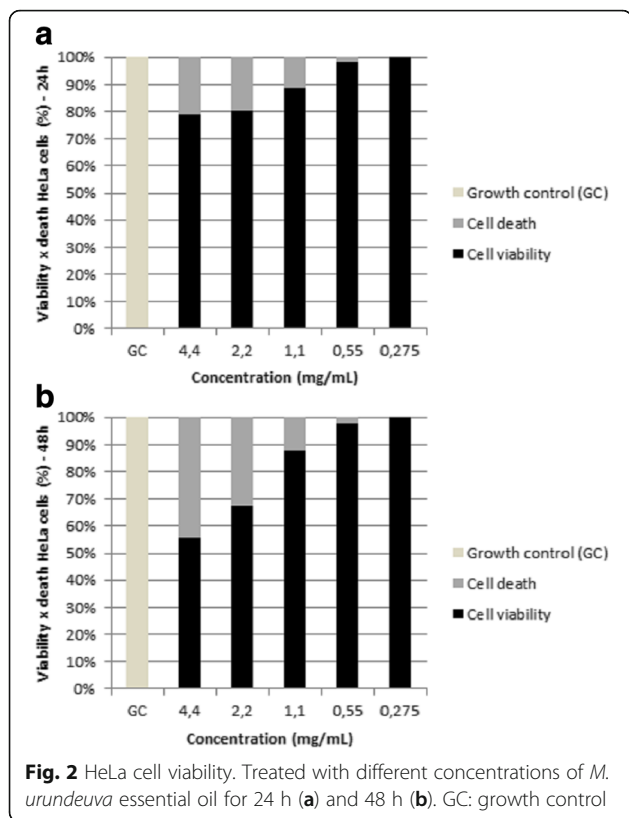 a
Viability x death HeLa cells (%) - 24h
100%
90%
80%
70%
60%
50%
40%
30%
20%
10%
0%
GC 4,4 2,2 1,1 0,55 0,275
Concentration (mg/mL)
Growth control (GC)
Cell death
Cell viability
b
Viability x death HeLa cells (%) - 48h
100%
90%
80%
70%
60%
50%
40%
30%
20%
10%
0%
GC 4,4 2,2 1,1 0,55 0,275
Concentration (mg/mL)
Growth control (GC)
Cell death
Cell viability
Fig. 2 HeLa cell viability. Treated with different concentrations of M.
urundeuva essential oil for 24 h (a) and 48 h (b). GC: growth control